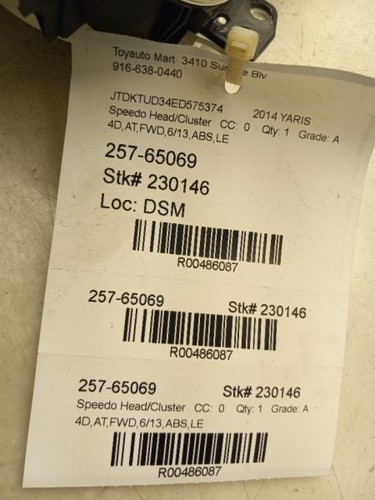 Toyauto Mart 3410 Blv
916-638-0440
JTDKTUD34ED575374 2014 YARIS
Speedo Head/Cluster CC: 0 Qty: 1 Grade: A
4D,AT,FWD,6/13,ABS,LE
257-65069
Stk# 230146
Loc: DSM
R00486087
257-65069 Stk# 230146
R00486087
257-65069 Stk# 230146
Speedo Head/Cluster CC: 0 Qty: 1 Grade: A
4D,AT,FWD,6/13,ABS,LE
R00486087